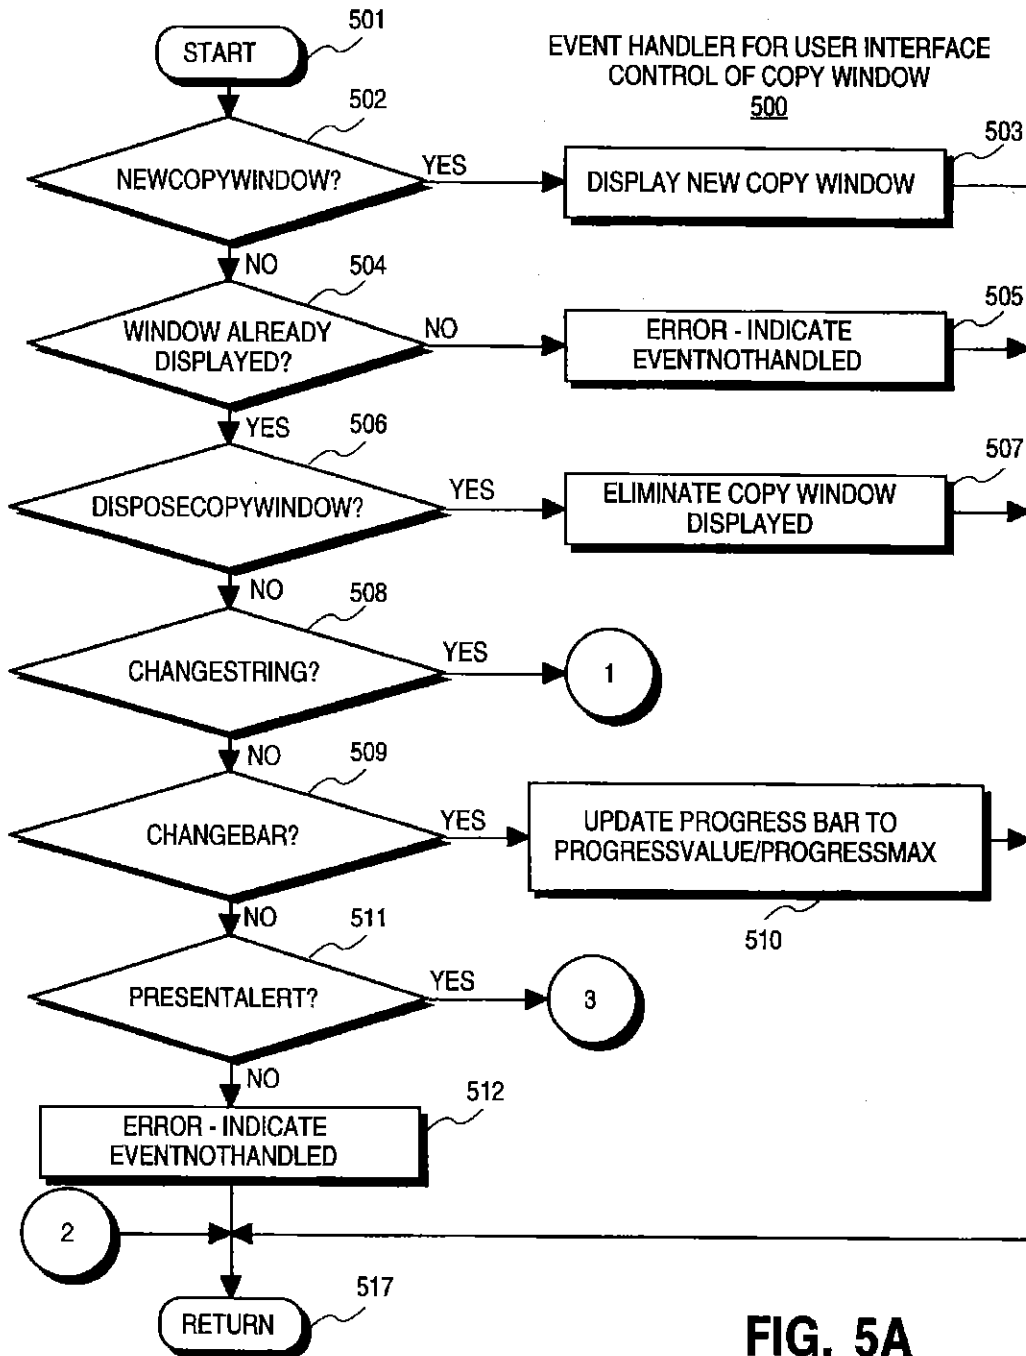 501
START
EVENT HANDLER FOR USER INTERFACE
CONTROL OF COPY WINDOW
500
502
503
NEWCOPYWINDOW?
YES
DISPLAY NEW COPY WINDOW
NO
504
505
WINDOW ALREADY
DISPLAYED?
NO
ERROR - INDICATE
EVENTNOTHANDLED
YES
506
507
DISPOSECOPYWINDOW?
YES
ELIMINATE COPY WINDOW
DISPLAYED
NO
508
CHANGESTRING?
YES
1
NO
509
CHANGEBAR?
YES
UPDATE PROGRESS BAR TO
PROGRESSVALUE/PROGRESSMAX
510
NO
511
PRESENTALERT?
YES
3
NO
512
ERROR - INDICATE
EVENTNOTHANDLED
2
517
RETURN
FIG. 5A